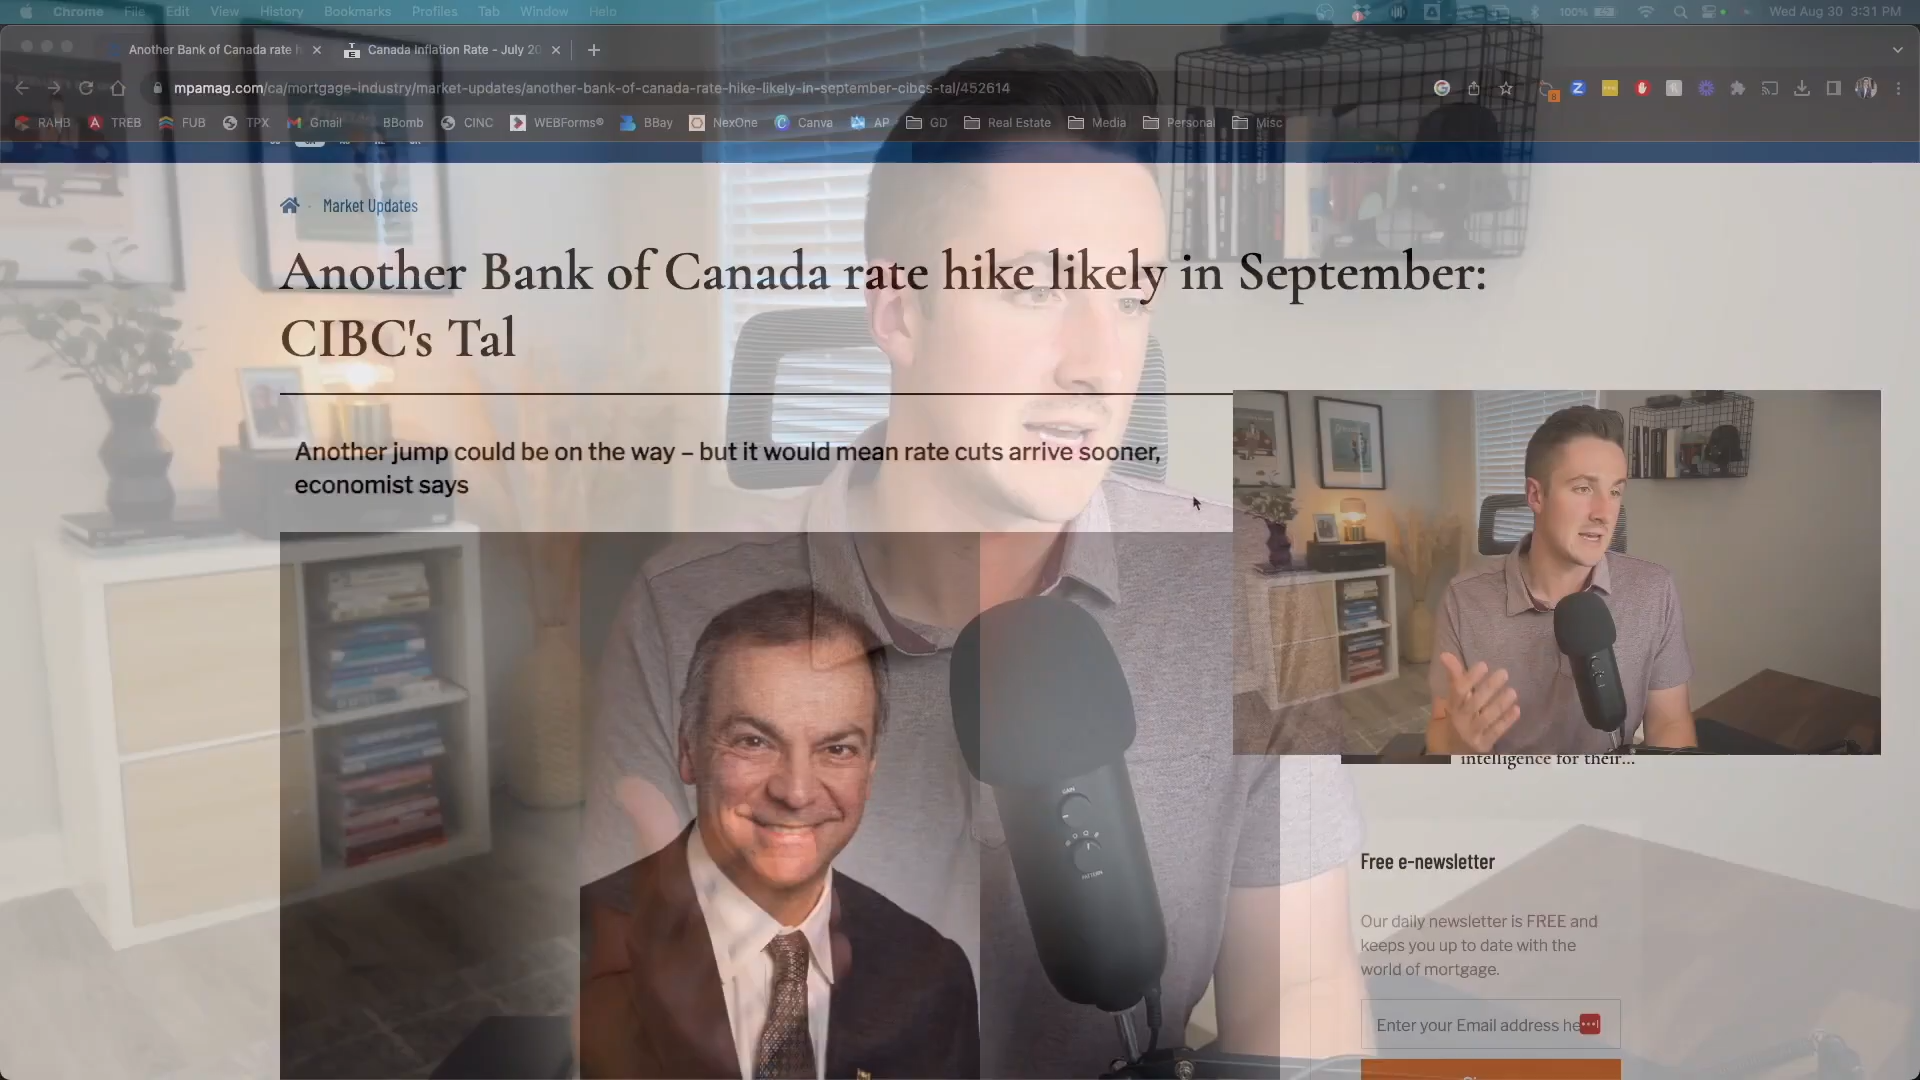 Chrome File Edit View History Bookmarks Profiles Tab Window Help
100%
Wed Aug 30 3:31 PM
Another Bank of Canada rate h
Canada Inflation Rate - July 20
mpamag.com/ca/mortgage-industry/market-updates/another-bank-of-canada-rate-hike-likely-in-september-cibcs-tal/452614
RAHB TREB FUB TPX Gmail BBomb CINC WEBForms® BBay NexOne Canva AP GD Real Estate Media Personal Misc
Market Updates
Another Bank of Canada rate hike likely in September:
CIBC's Tal
Another jump could be on the way – but it would mean rate cuts arrive sooner,
economist says
intelligence for their...
GAIN
PATTERN
Free e-newsletter
Our daily newsletter is FREE and
keeps you up to date with the
world of mortgage.
Enter your Email address he